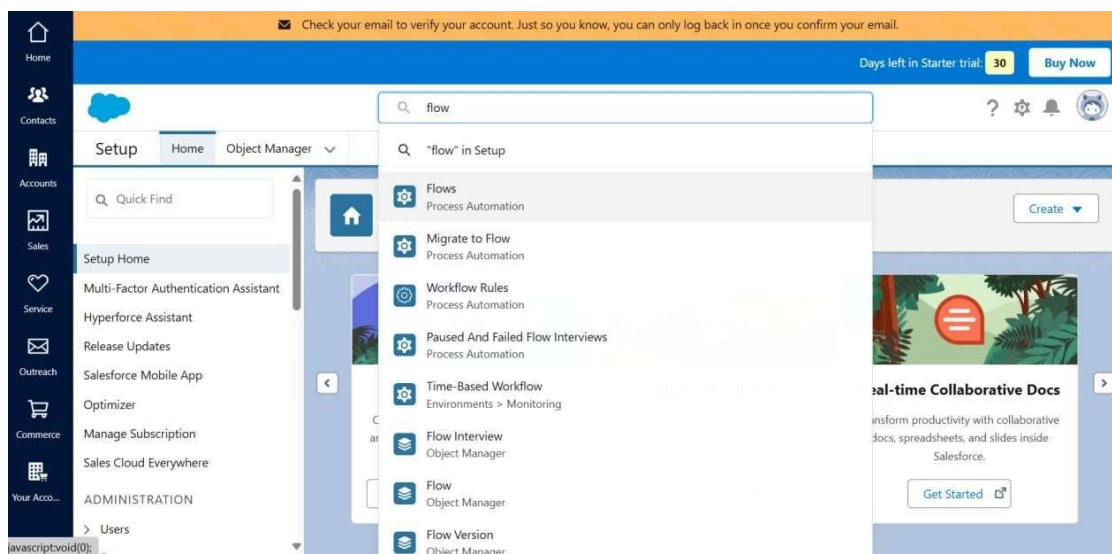 Check your email to verify your account. Just so you know, you can only log back in once you confirm your email.
Days left in Starter trial: 30
Buy Now
Home
Contacts
Accounts
Sales
Service
Outreach
Commerce
Your Acco...
flow
Setup
Home
Object Manager
"flow" in Setup
Flows
Process Automation
Migrate to Flow
Process Automation
Workflow Rules
Process Automation
Paused And Failed Flow Interviews
Process Automation
Time-Based Workflow
Environments > Monitoring
Flow Interview
Object Manager
Flow
Object Manager
Flow Version
Object Manager
Quick Find
Setup Home
Multi-Factor Authentication Assistant
Hyperforce Assistant
Release Updates
Salesforce Mobile App
Optimizer
Manage Subscription
Sales Cloud Everywhere
ADMINISTRATION
Users
javascript:void(0);
Create
eal-time Collaborative Docs
ansform productivity with collaborative
docs, spreadsheets, and slides inside
Salesforce.
Get Started